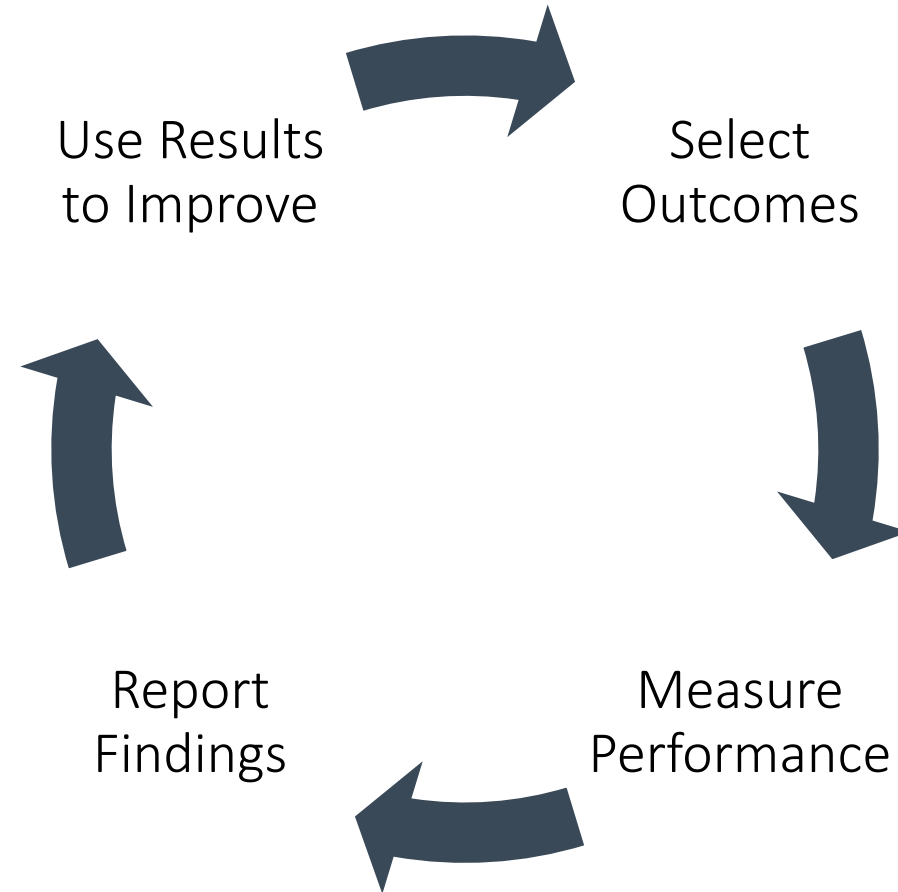 Use Results
to Improve
Select
Outcomes
Report
Findings
Measure
Performance